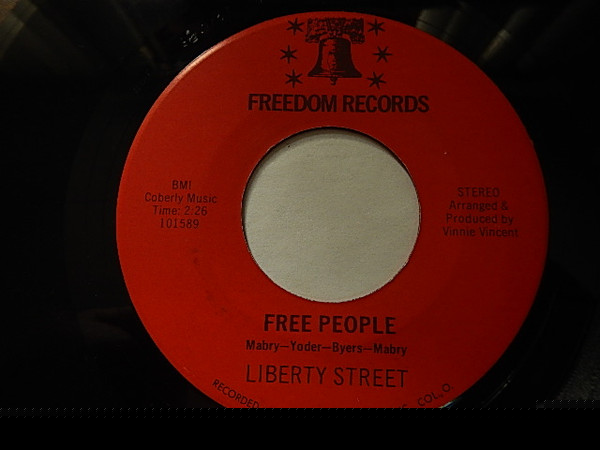 FREEDOM RECORDS
BMI
Coberly Music
Time: 2:26
101589
STEREO
Arranged &
Produced by
Vinnie Vincent
FREE PEOPLE
Mabry—Yoder—Byers—Mabry
LIBERTY STREET
RECORDED COL., O.